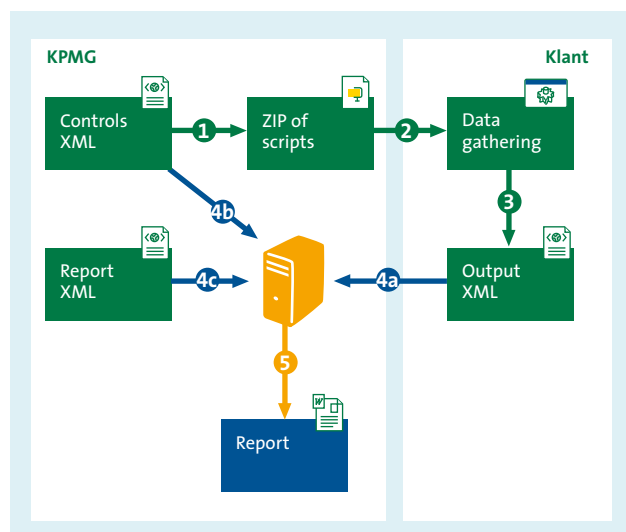 KPMG
Klant
Controls
XML
1
ZIP of
scripts
2
Data
gathering
4b
3
Report
XML
4c
4a
Output
XML
5
W
Report